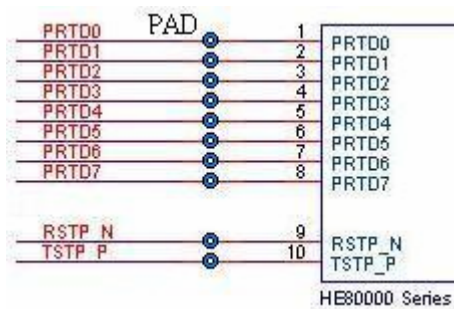 PAD
PRTD0 1 PRTD0
PRTD1 2 PRTD1
PRTD2 3 PRTD2
PRTD3 4 PRTD3
PRTD4 5 PRTD4
PRTD5 6 PRTD5
PRTD6 7 PRTD6
PRTD7 8 PRTD7
RSTP_N 9 RSTP_N
TSTP_P 10 TSTP_P
HE80000 Series